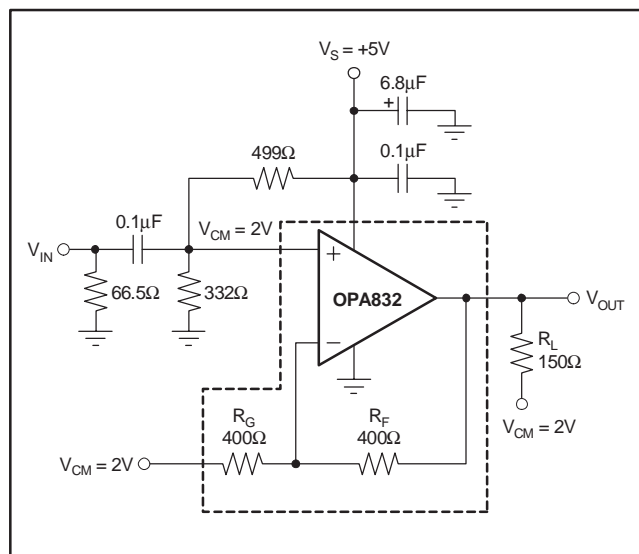 V_S = +5V
6.8µF
+
499Ω
0.1µF
0.1µF
V_CM = 2V
V_IN
+
66.5Ω
332Ω
OPA832
V_OUT
−
R_L
150Ω
R_G
400Ω
R_F
400Ω
V_CM = 2V
V_CM = 2V